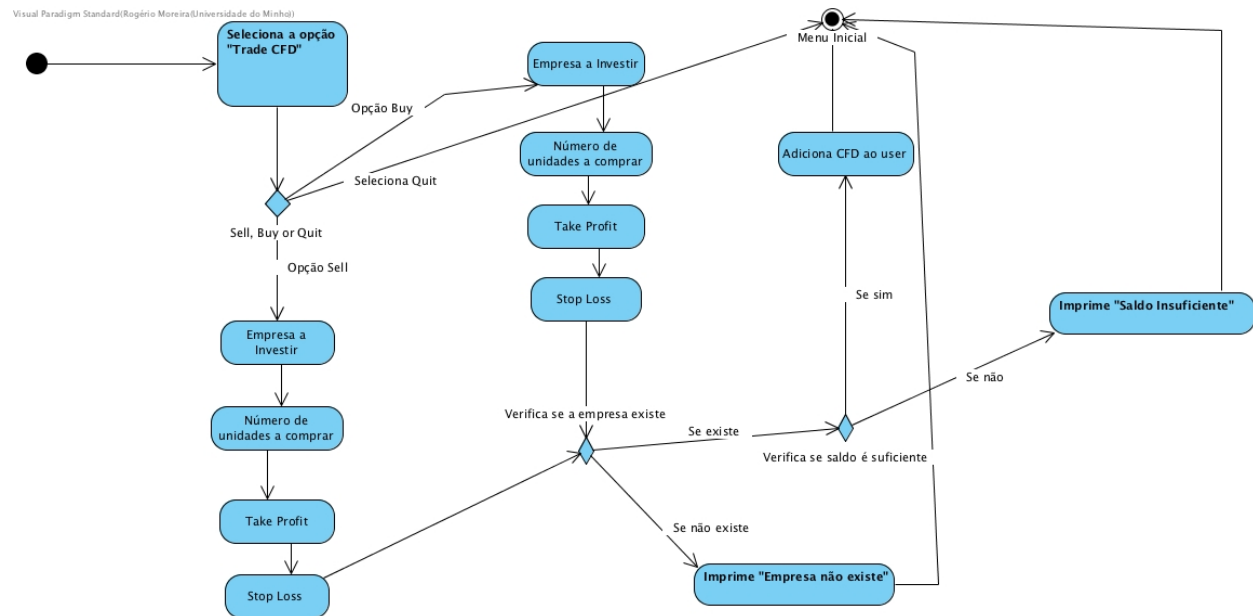 Visual Paradigm Standard(Rogério Moreira(Universidade do Minho))
Seleciona a opção
"Trade CFD"
Menu Inicial
Empresa a Investir
Opção Buy
Número de
unidades a comprar
Adiciona CFD ao user
Seleciona Quit
Sell, Buy or Quit
Take Profit
Opção Sell
Stop Loss
Se sim
Imprime "Saldo Insuficiente"
Empresa a
Investir
Se não
Verifica se a empresa existe
Número de
unidades a comprar
Se existe
Verifica se saldo é suficiente
Take Profit
Se não existe
Imprime "Empresa não existe"
Stop Loss